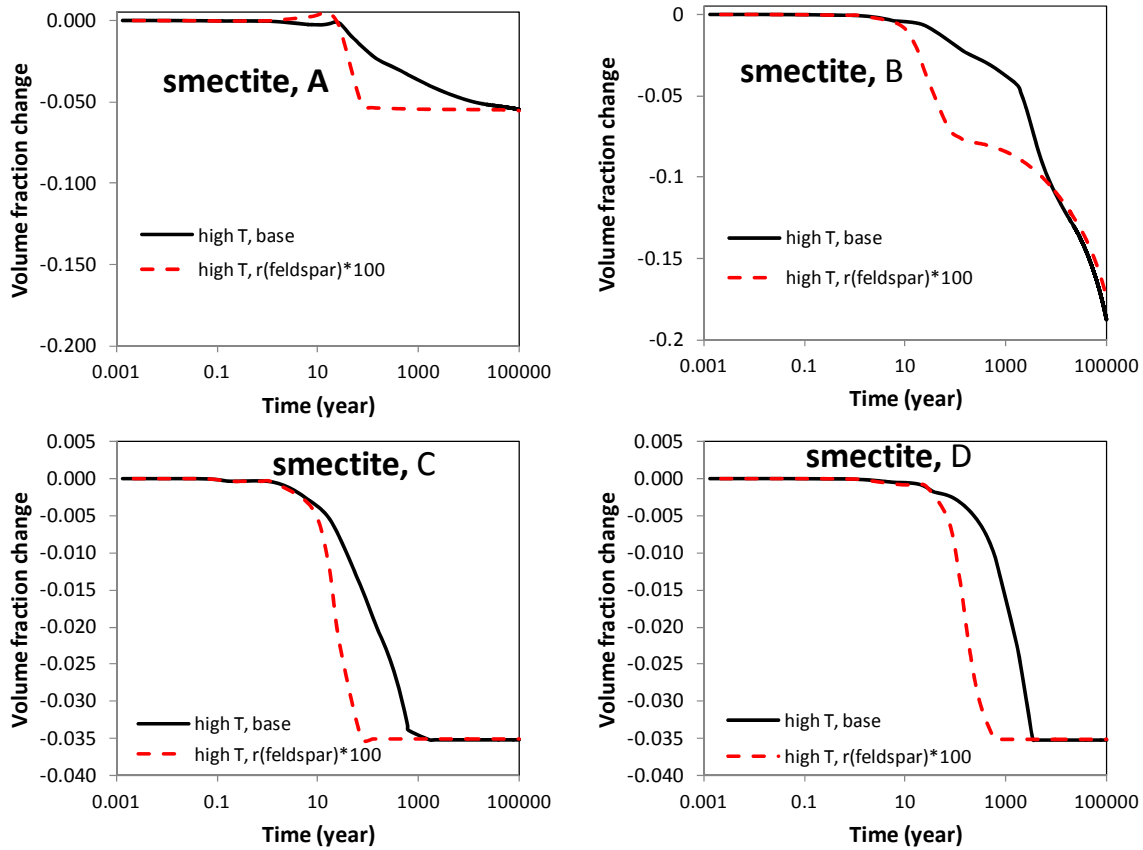 0.000
-0.050
-0.100
-0.150
-0.200
Volume fraction change
smectite, A
high T, base
high T, r(feldspar)*100
0.001
0.1
10
1000
100000
Time (year)
0
-0.05
-0.1
-0.15
-0.2
Volume fraction change
smectite, B
high T, base
high T, r(feldspar)*100
0.001
0.1
10
1000
100000
Time (year)
0.005
0.000
-0.005
-0.010
-0.015
-0.020
-0.025
-0.030
-0.035
-0.040
Volume fraction change
smectite, C
high T, base
high T, r(feldspar)*100
0.001
0.1
10
1000
100000
Time (year)
0.005
0.000
-0.005
-0.010
-0.015
-0.020
-0.025
-0.030
-0.035
-0.040
Volume fraction change
smectite, D
high T, base
high T, r(feldspar)*100
0.001
0.1
10
1000
100000
Time (year)